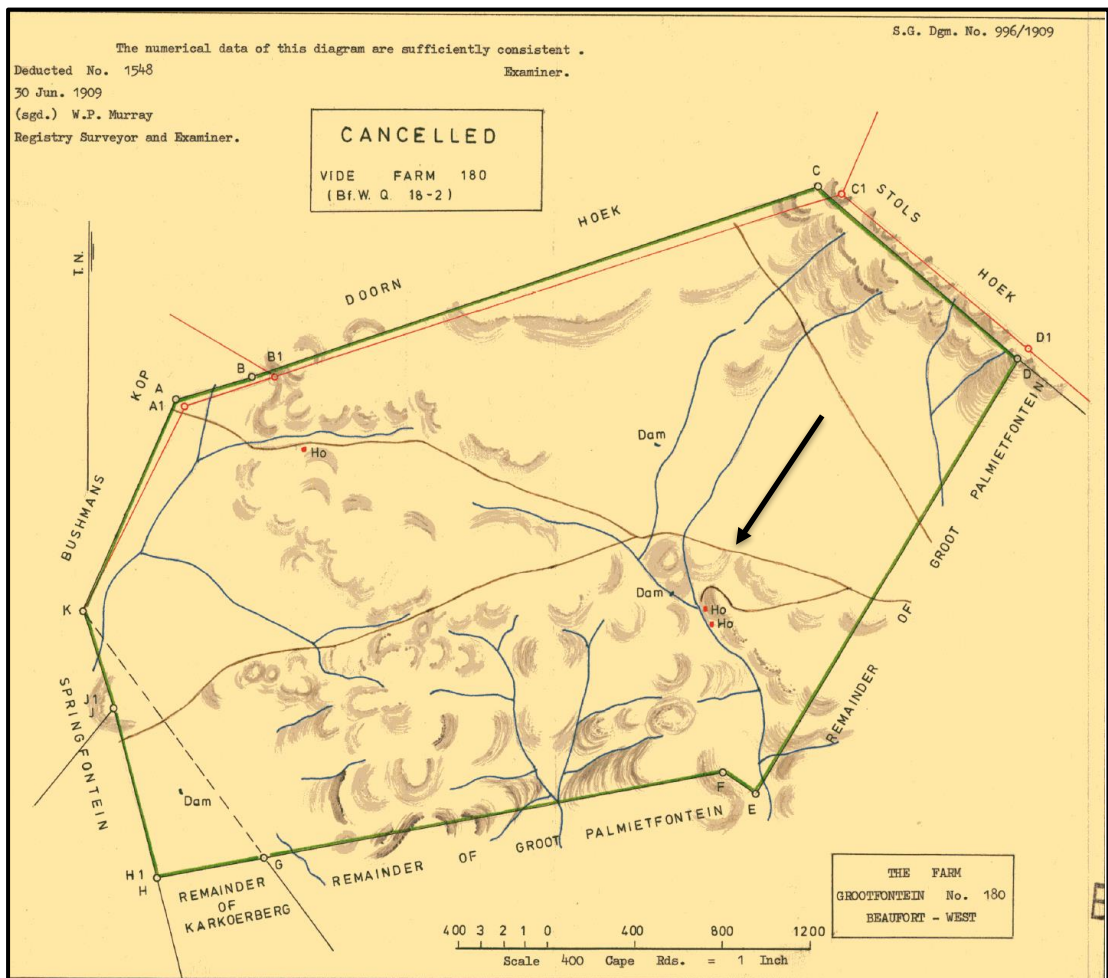 S.G. Dgm. No. 996/1909
The numerical data of this diagram are sufficiently consistent .
Deducted No. 1548
Examiner.
30 Jun. 1909
(sgd.) W.P. Murray
Registry Surveyor and Examiner.
CANCELLED
VIDE FARM 180
(Bf.W. Q. 18-2)
T.N.
HOEK
DOORN
C
C1
STOLS
HOEK
D1
D
B1
B
A
A1
KOP
BUSHMANS
Ho
Dam
GROOT PALMIETFONTEIN
OF
REMAINDER
Dam
Ho
Ho
K
J1
J
SPRINGFONTEIN
Dam
F
E
G
H1
H
REMAINDER OF GROOT PALMIETFONTEIN
REMAINDER
OF
KARKOERBERG
THE FARM
GROOTFONTEIN No. 180
BEAUFORT - WEST
400 3 2 1 0 400 800 1200
Scale 400 Cape Rds. = 1 Inch